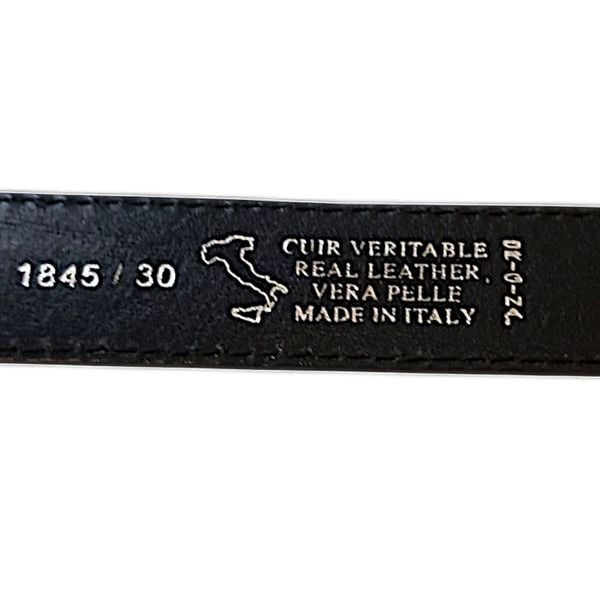 1845 / 30
CUIR VERITABLE
REAL LEATHER
VERA PELLE
MADE IN ITALY
ORIGINAL